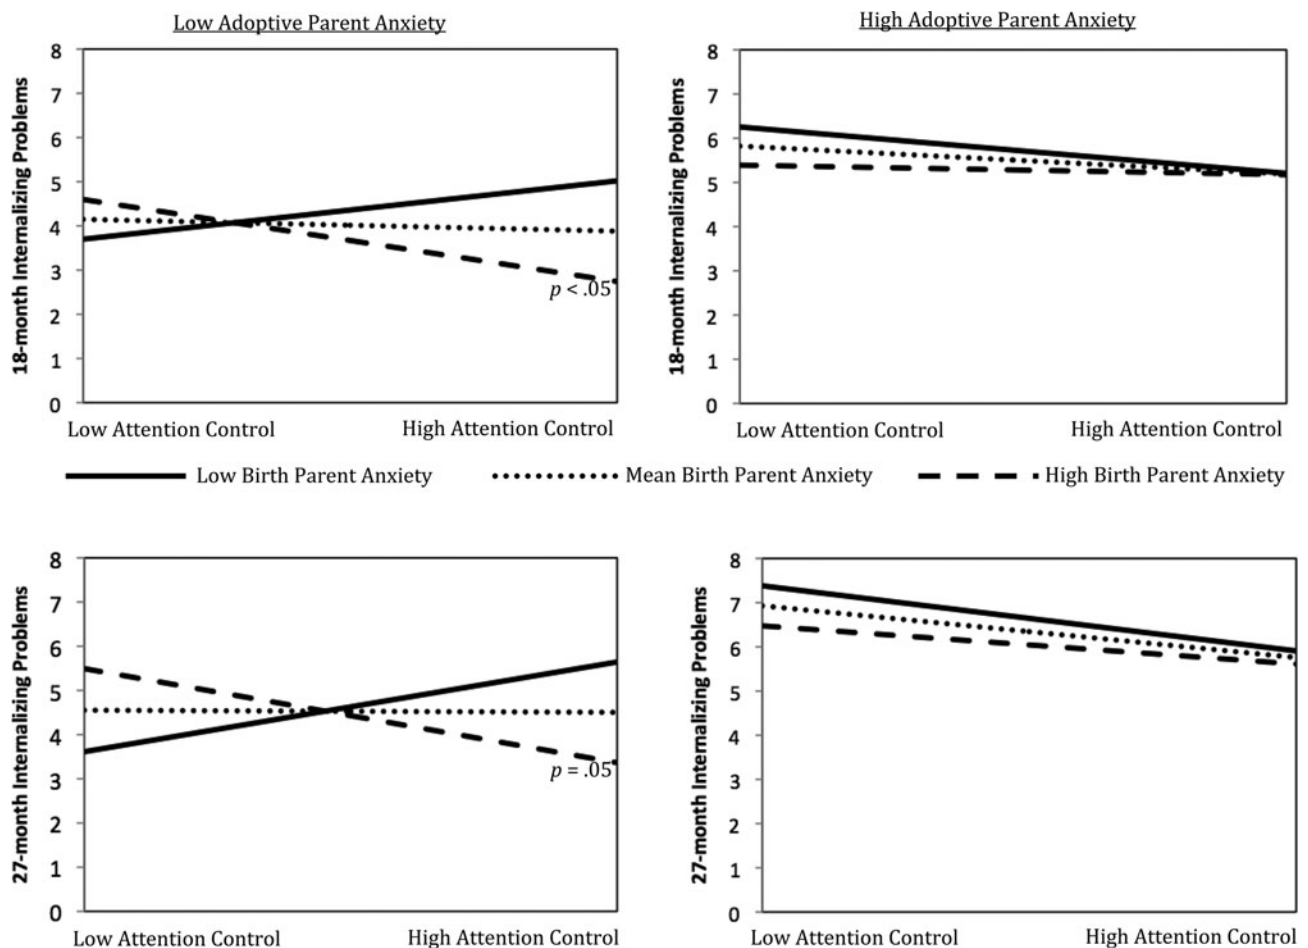 Low Adoptive Parent Anxiety
High Adoptive Parent Anxiety
18-month Internalizing Problems
8
7
6
5
4
3
2
1
0
p < .05
Low Attention Control
High Attention Control
18-month Internalizing Problems
8
7
6
5
4
3
2
1
0
Low Attention Control
High Attention Control
Low Birth Parent Anxiety
Mean Birth Parent Anxiety
High Birth Parent Anxiety
27-month Internalizing Problems
8
7
6
5
4
3
2
1
0
p = .05
Low Attention Control
High Attention Control
27-month Internalizing Problems
8
7
6
5
4
3
2
1
0
Low Attention Control
High Attention Control